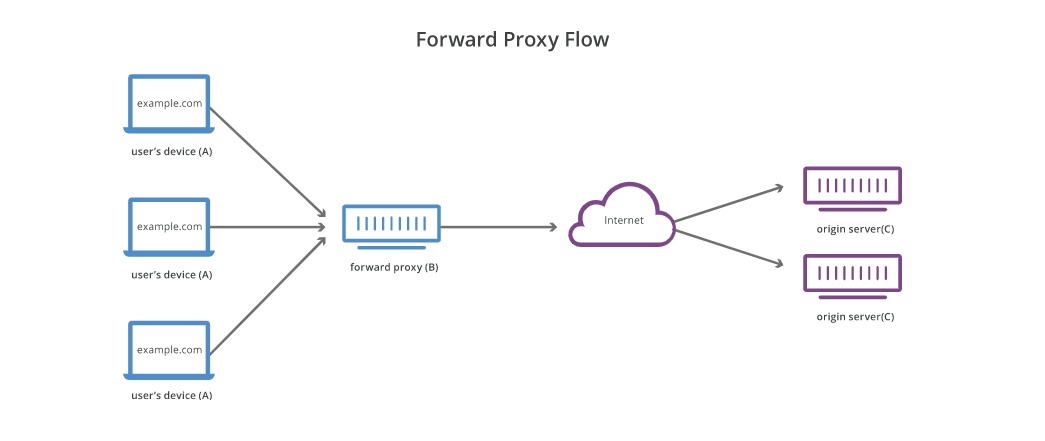 Forward Proxy Flow
example.com
user's device (A)
example.com
user's device (A)
example.com
user's device (A)
forward proxy (B)
Internet
origin server(C)
origin server(C)